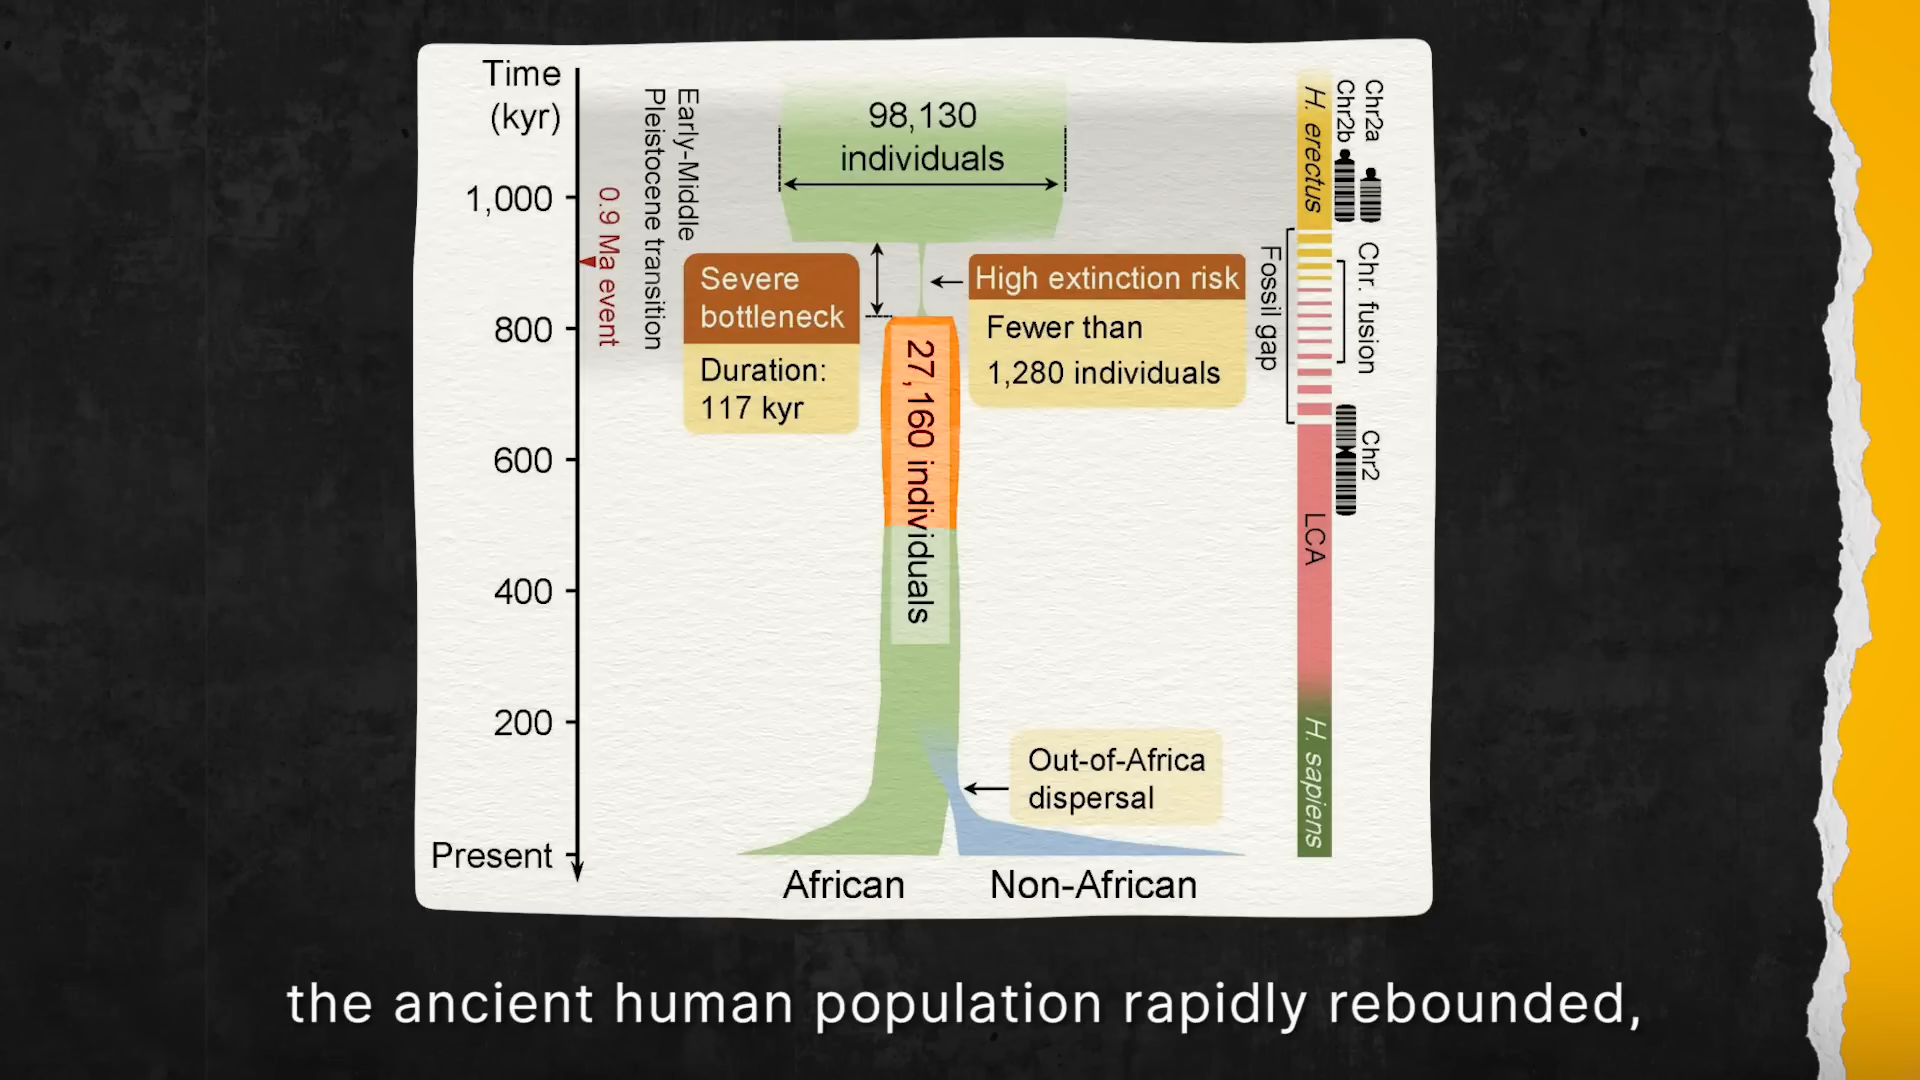 Time
(kyr)
1,000
800
600
400
200
Present
0.9 Ma event
Early-Middle
Pleistocene transition
98,130
individuals
Severe
bottleneck
Duration:
117 kyr
High extinction risk
Fewer than
1,280 individuals
27,160 individuals
Out-of-Africa
dispersal
African
Non-African
Fossil gap
H. erectus
LCA
H. sapiens
Chr2a
Chr2b
Chr. fusion
Chr2
the ancient human population rapidly rebounded,